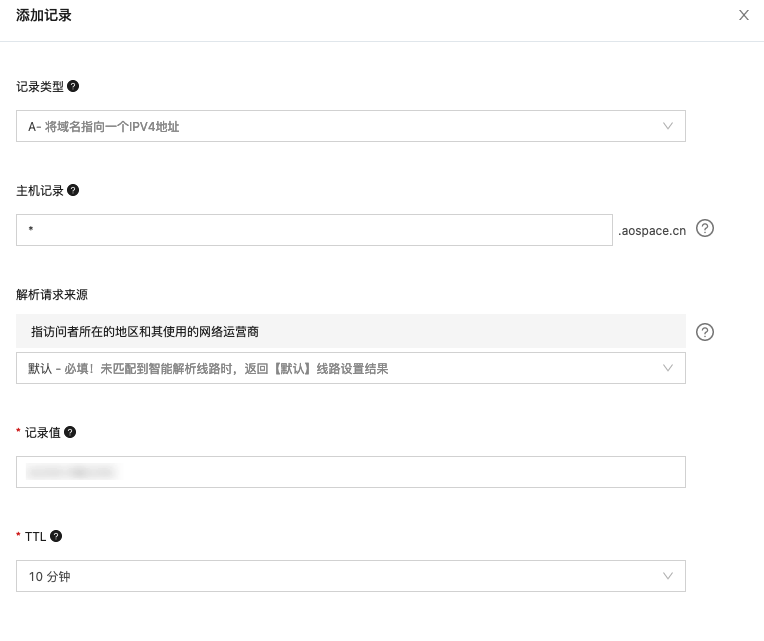 添加记录
记录类型
A- 将域名指向一个IPV4地址
主机记录
*
.aospace.cn
解析请求来源
指访问者所在的地区和其使用的网络运营商
默认 - 必填！未匹配到智能解析线路时，返回【默认】线路设置结果
* 记录值
* TTL
10 分钟